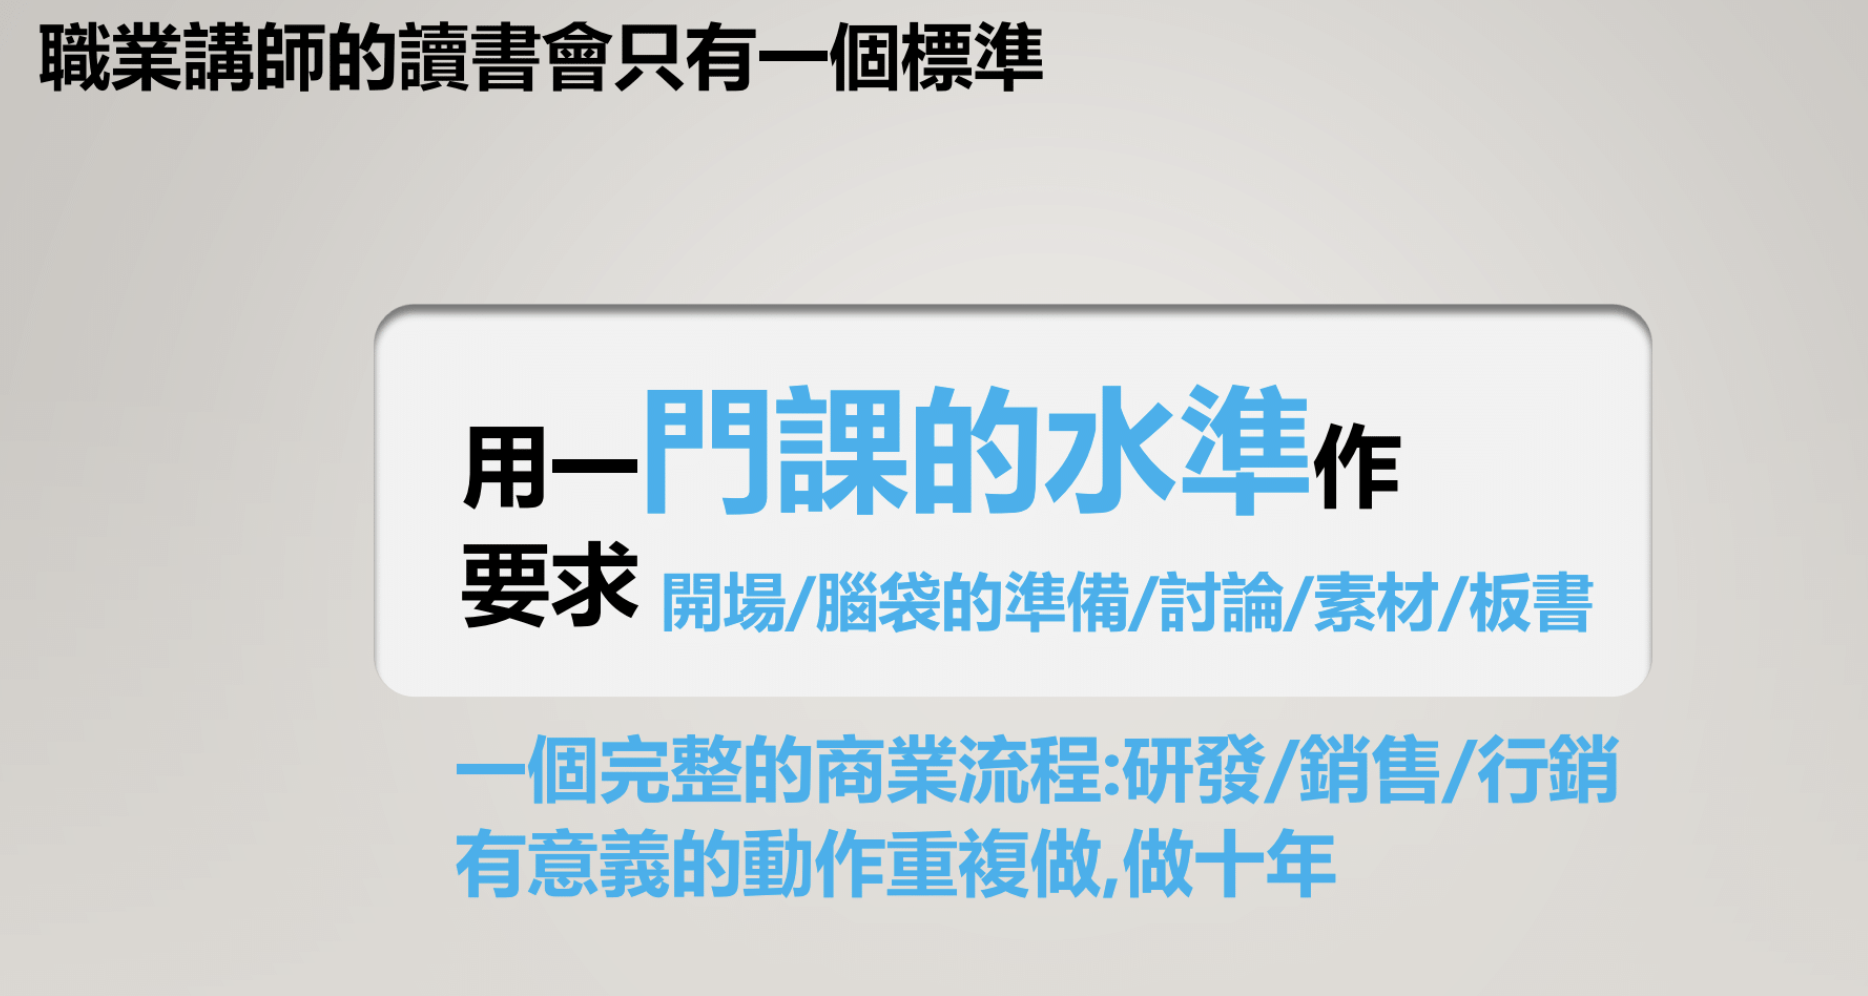 職業講師的讀書會只有一個標準
用一門課的水準作
要求 開場/腦袋的準備/討論/素材/板書
一個完整的商業流程:研發/銷售/行銷
有意義的動作重複做,做十年